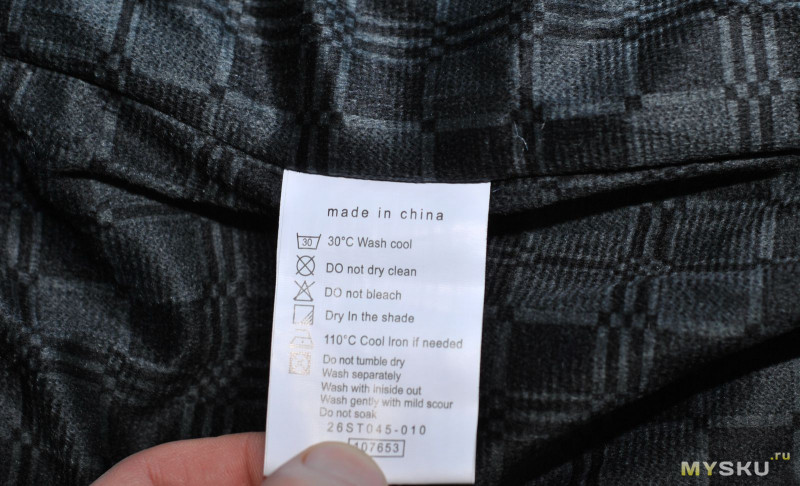 made in china
30 30°C Wash cool
DO not dry clean
DO not bleach
Dry In the shade
110°C Cool Iron if needed
Do not tumble dry
Wash separately
Wash with iniside out
Wash gently with mild scour
Do not soak
26ST045-010
107653
MYSKU.ru